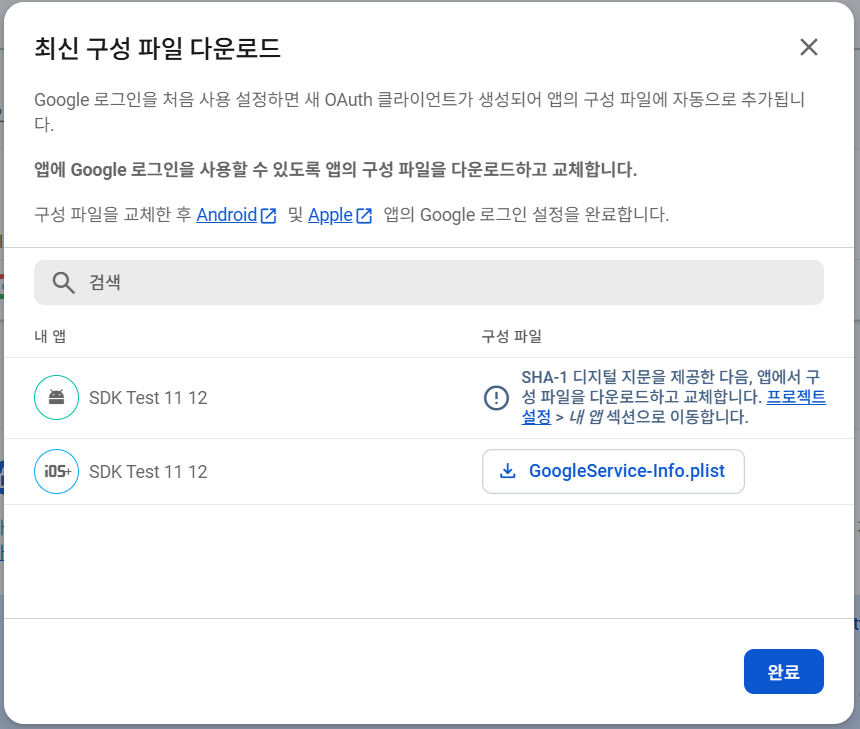 최신 구성 파일 다운로드
Google 로그인을 처음 사용 설정하면 새 OAuth 클라이언트가 생성되어 앱의 구성 파일에 자동으로 추가됩니
다.
앱에 Google 로그인을 사용할 수 있도록 앱의 구성 파일을 다운로드하고 교체합니다.
구성 파일을 교체한 후 Android 및 Apple 앱의 Google 로그인 설정을 완료합니다.
검색
내 앱
구성 파일
SDK Test 11 12
SHA-1 디지털 지문을 제공한 다음, 앱에서 구
성 파일을 다운로드하고 교체합니다. 프로젝트
설정 > 내 앱 섹션으로 이동합니다.
iOS+
SDK Test 11 12
GoogleService-Info.plist
완료